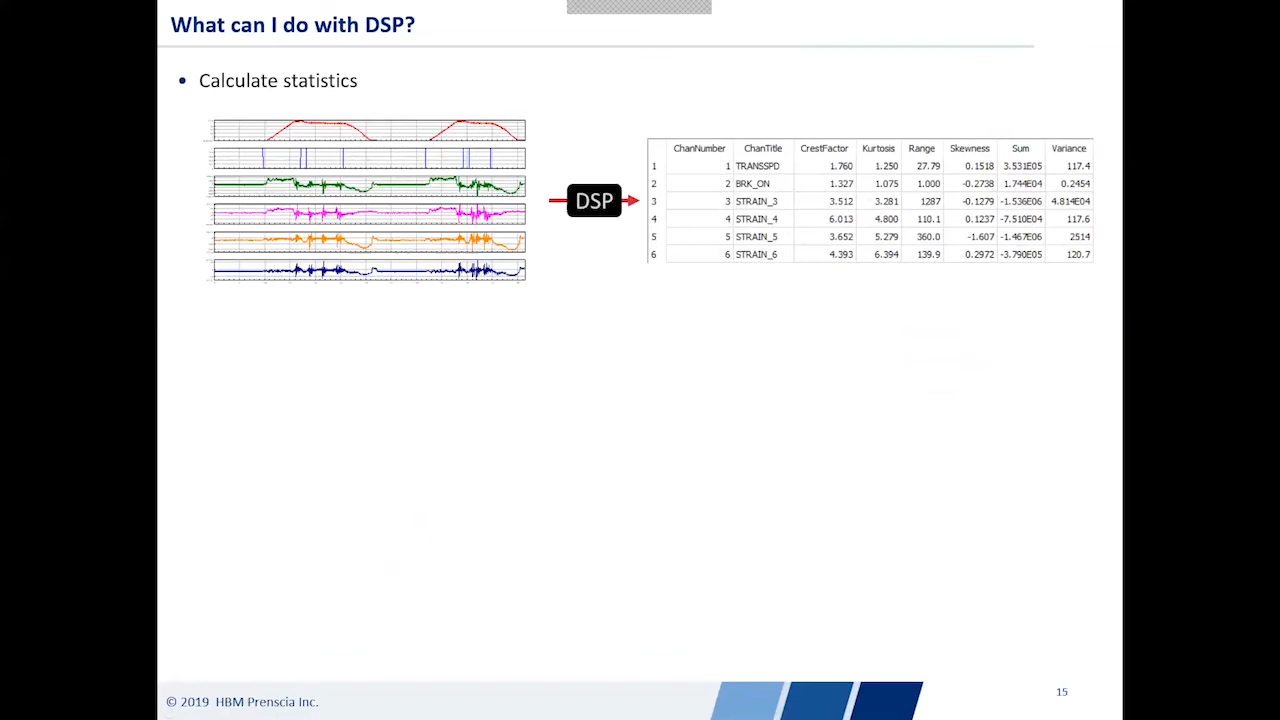 What can I do with DSP?
• Calculate statistics
DSP
ChanNumber ChanTitle CrestFactor Kurtosis Range Skewness Sum Variance
1 1 TRANSSPD 1.760 1.250 27.79 0.1518 3.531E05 117.4
2 2 BRK_ON 1.327 1.075 1.000 -0.2738 1.744E04 0.2454
3 3 STRAIN_3 3.512 3.281 1287 -0.1279 -1.536E06 4.814E04
4 4 STRAIN_4 6.013 4.800 110.1 0.1237 -7.510E04 117.6
5 5 STRAIN_5 3.652 5.279 360.0 -1.607 -1.467E06 2514
6 6 STRAIN_6 4.393 6.394 139.9 0.2972 -3.790E05 120.7
© 2019 HBM Prenscia Inc.
15